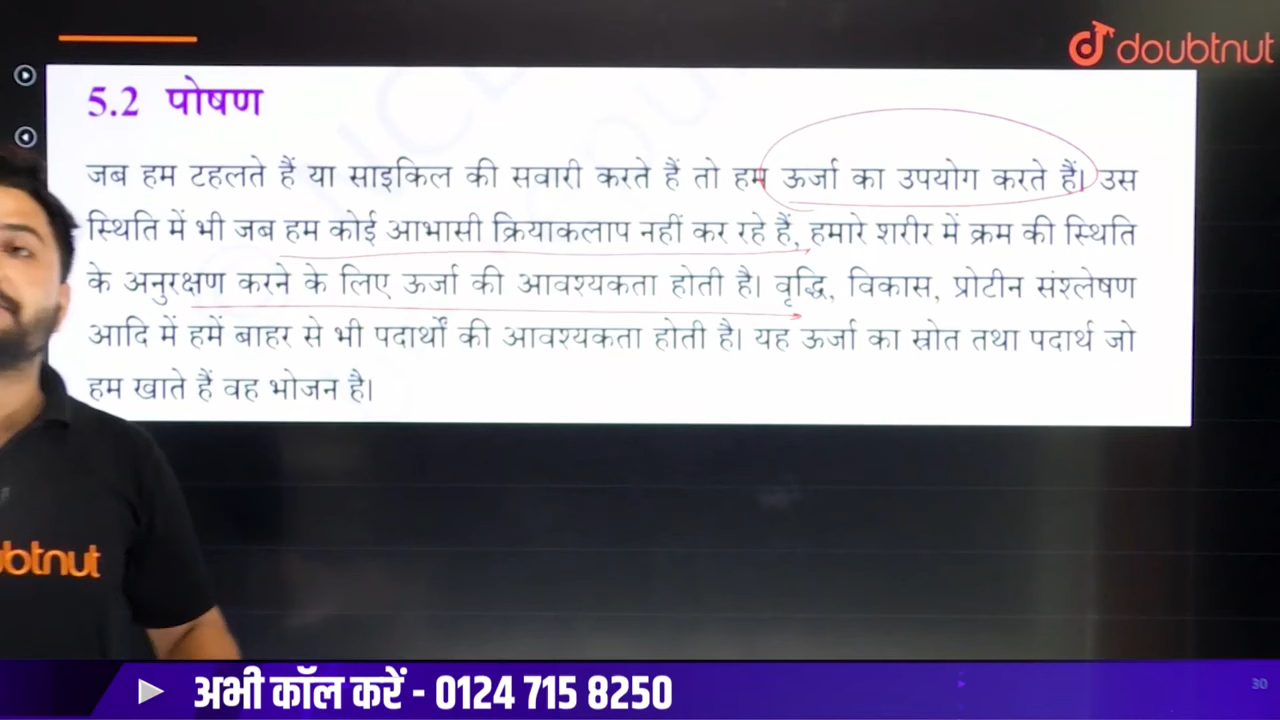 doubtnut
5.2 पोषण
जब हम टहलते हैं या साइकिल की सवारी करते हैं तो हम ऊर्जा का उपयोग करते हैं। उस
स्थिति में भी जब हम कोई आभासी क्रियाकलाप नहीं कर रहे हैं, हमारे शरीर में क्रम की स्थिति
के अनुरक्षण करने के लिए ऊर्जा की आवश्यकता होती है। वृद्धि, विकास, प्रोटीन संश्लेषण
आदि में हमें बाहर से भी पदार्थों की आवश्यकता होती है। यह ऊर्जा का स्रोत तथा पदार्थ जो
हम खाते हैं वह भोजन है।
ubtnut
अभी कॉल करें - 0124 715 8250
30